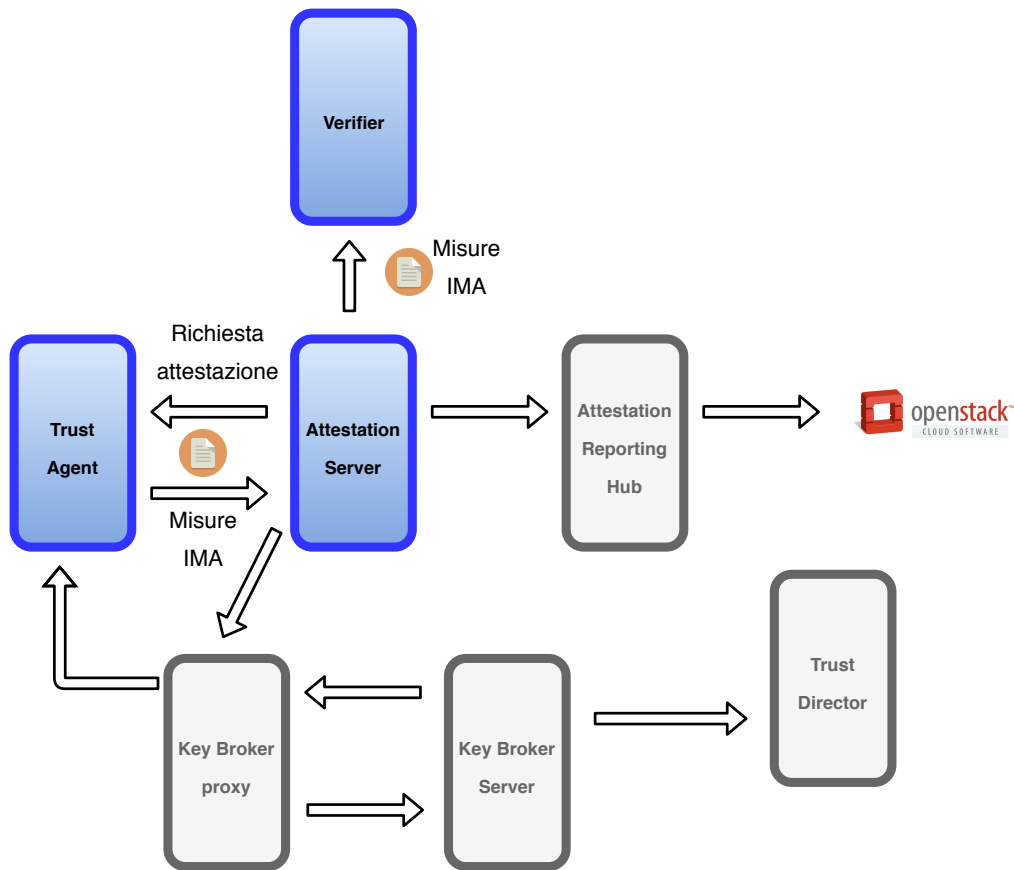 Verifier
Misure
IMA
Richiesta
attestazione
Trust
Agent
Attestation
Server
Attestation
Reporting
Hub
openstack™
CLOUD SOFTWARE
Misure
IMA
Trust
Director
Key Broker
proxy
Key Broker
Server